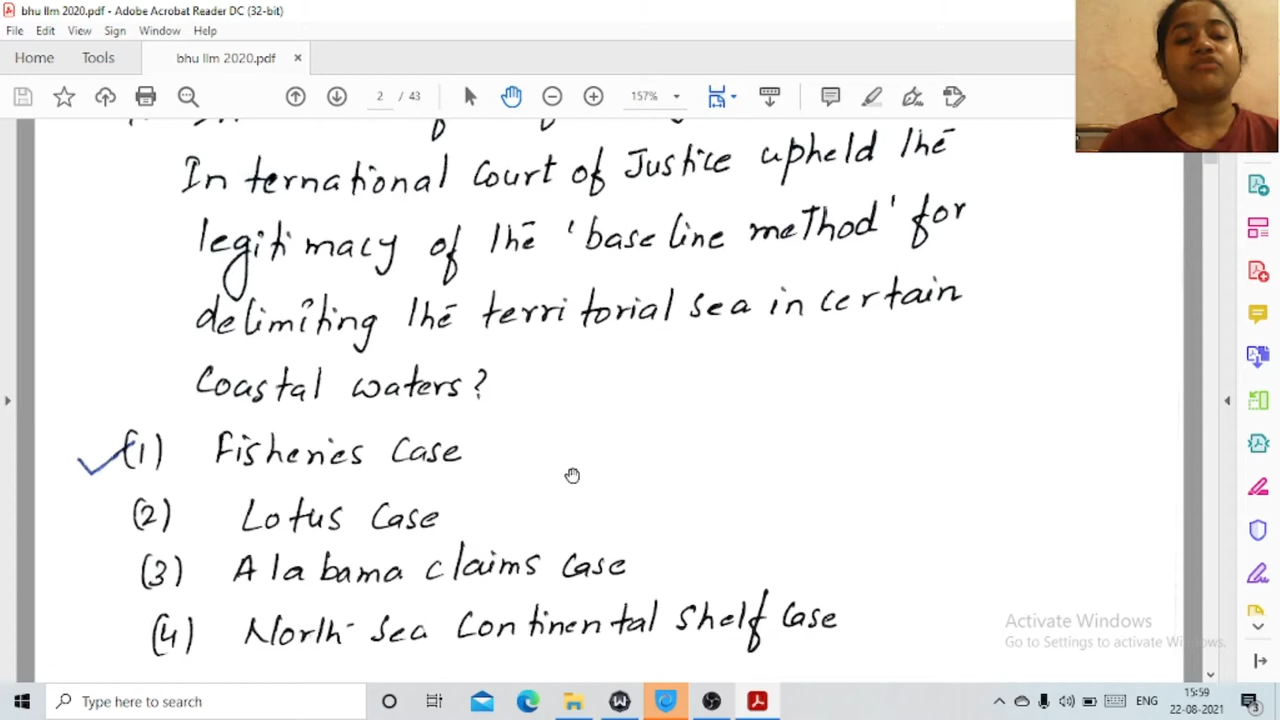 bhu llm 2020.pdf - Adobe Acrobat Reader DC (32-bit)
File Edit View Sign Window Help
Home Tools bhu llm 2020.pdf ×
2 / 43 157%
International Court of Justice upheld the
legitimacy of the 'base line method' for
delimiting the territorial sea in certain
Coastal waters?
(1) Fisheries Case
(2) Lotus Case
(3) Alabama claims Case
(4) North Sea Continental Shelf Case
Activate Windows
Go to Settings to activate Windows.
Type here to search
ENG
15:59
22-08-2021
3